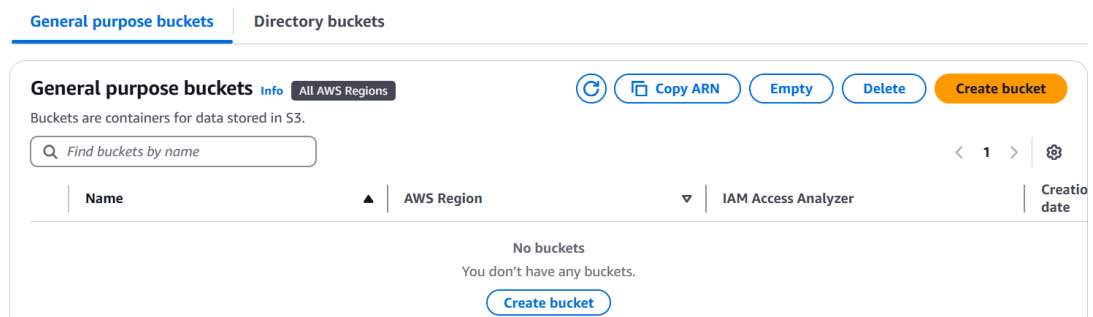 General purpose buckets Directory buckets
General purpose buckets Info All AWS Regions Copy ARN Empty Delete Create bucket
Buckets are containers for data stored in S3.
Find buckets by name 1
Name AWS Region IAM Access Analyzer Creatio
date
No buckets
You don't have any buckets.
Create bucket